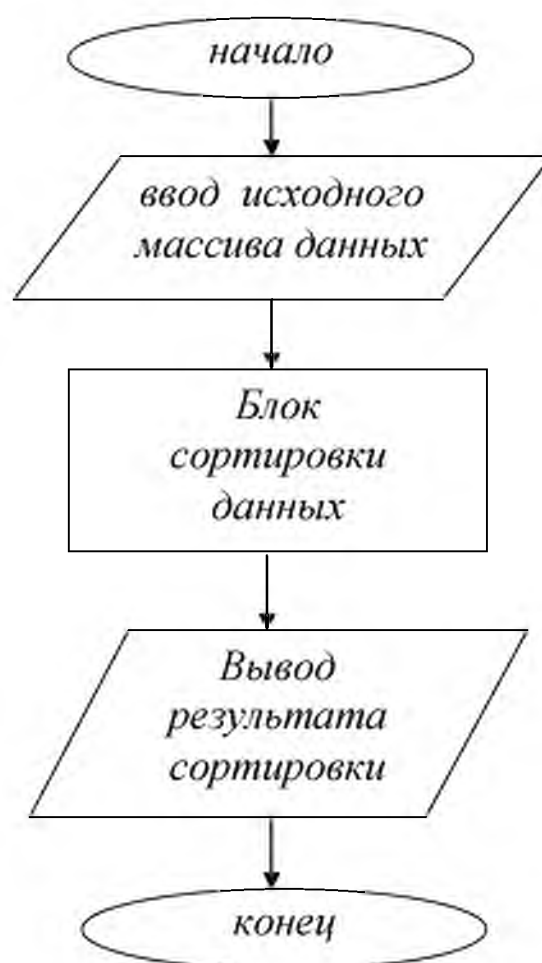 начало
ввод исходного
массива данных
Блок
сортировки
данных
Вывод
результата
сортировки
конец